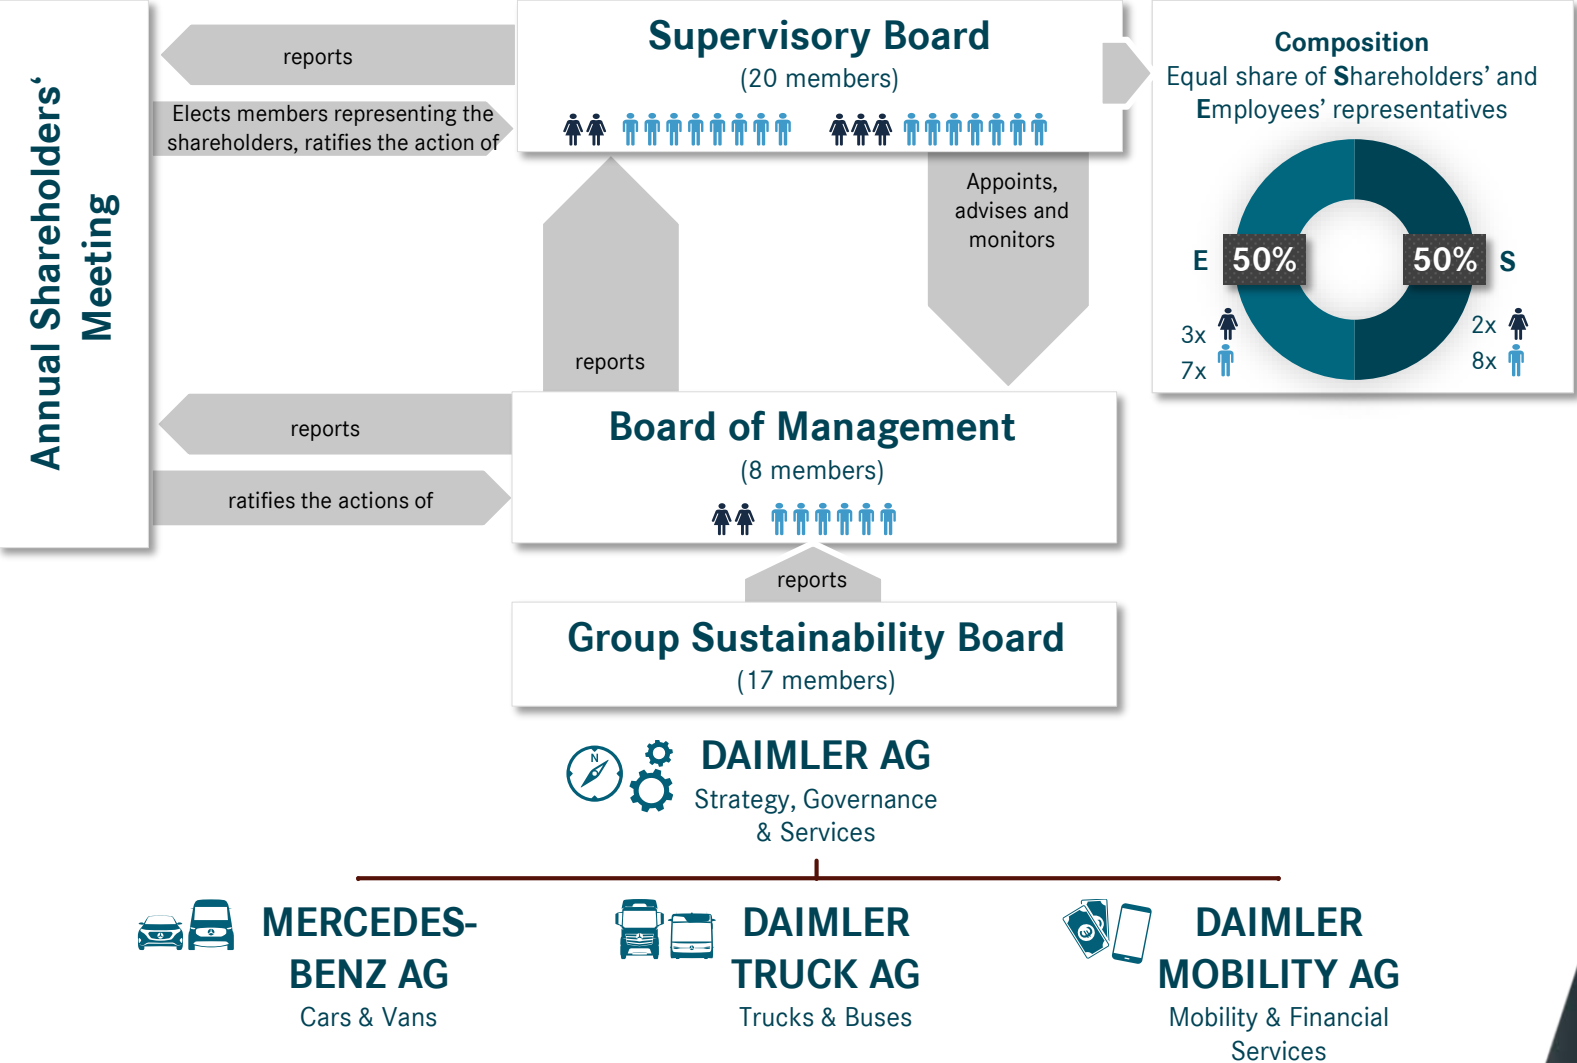 Annual Shareholders‘
Meeting
reports
Elects members representing the
shareholders, ratifies the action of
Supervisory Board
(20 members)
Composition
Equal share of Shareholders’ and
Employees’ representatives
E 50% 50% S
3x
7x
2x
8x
Appoints,
advises and
monitors
reports
reports
ratifies the actions of
Board of Management
(8 members)
reports
Group Sustainability Board
(17 members)
N
DAIMLER AG
Strategy, Governance
& Services
MERCEDES-
BENZ AG
Cars & Vans
DAIMLER
TRUCK AG
Trucks & Buses
DAIMLER
MOBILITY AG
Mobility & Financial
Services